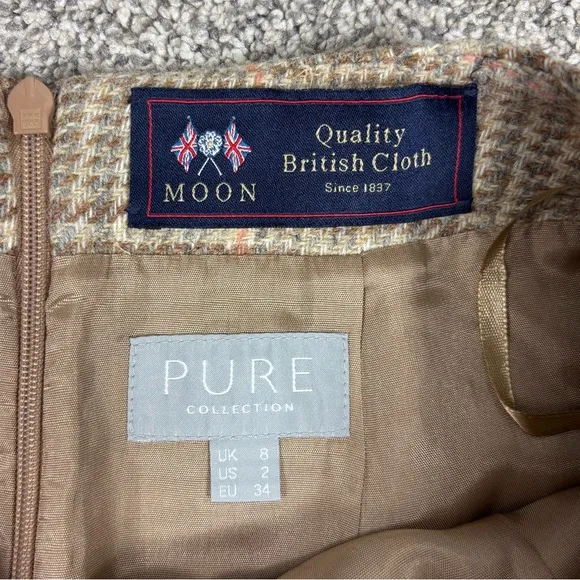 MOON
Quality
British Cloth
Since 1837
PURE
COLLECTION
UK 8
US 2
EU 34